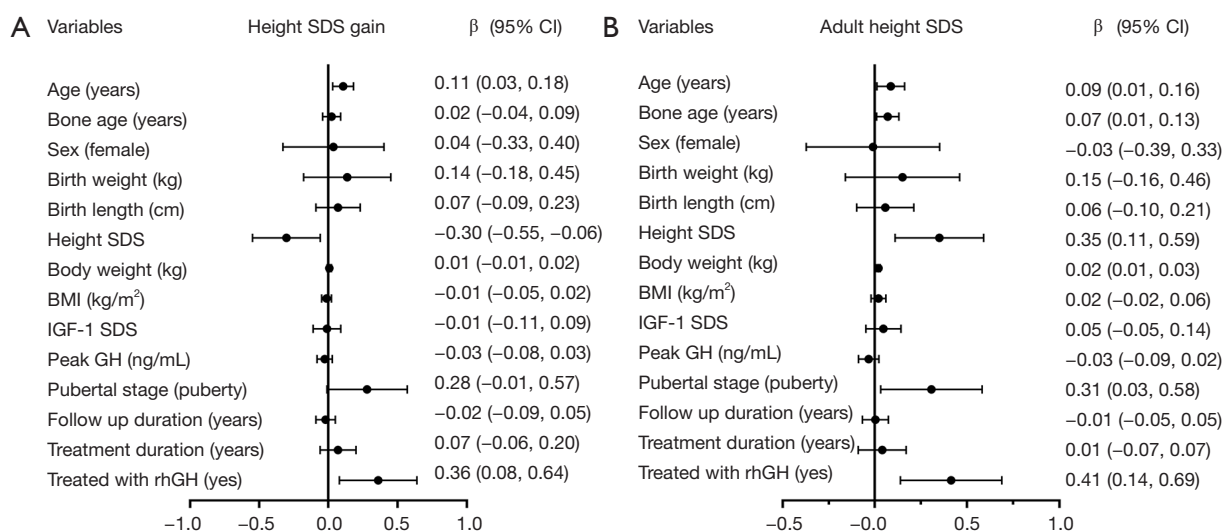 A Variables Height SDS gain β (95% CI)
Age (years) 0.11 (0.03, 0.18)
Bone age (years) 0.02 (−0.04, 0.09)
Sex (female) 0.04 (−0.33, 0.40)
Birth weight (kg) 0.14 (−0.18, 0.45)
Birth length (cm) 0.07 (−0.09, 0.23)
Height SDS −0.30 (−0.55, −0.06)
Body weight (kg) 0.01 (−0.01, 0.02)
BMI (kg/m²) −0.01 (−0.05, 0.02)
IGF-1 SDS −0.01 (−0.11, 0.09)
Peak GH (ng/mL) −0.03 (−0.08, 0.03)
Pubertal stage (puberty) 0.28 (−0.01, 0.57)
Follow up duration (years) −0.02 (−0.09, 0.05)
Treatment duration (years) 0.07 (−0.06, 0.20)
Treated with rhGH (yes) 0.36 (0.08, 0.64)
−1.0 −0.5 0.0 0.5 1.0
B Variables Adult height SDS β (95% CI)
Age (years) 0.09 (0.01, 0.16)
Bone age (years) 0.07 (0.01, 0.13)
Sex (female) −0.03 (−0.39, 0.33)
Birth weight (kg) 0.15 (−0.16, 0.46)
Birth length (cm) 0.06 (−0.10, 0.21)
Height SDS 0.35 (0.11, 0.59)
Body weight (kg) 0.02 (0.01, 0.03)
BMI (kg/m²) 0.02 (−0.02, 0.06)
IGF-1 SDS 0.05 (−0.05, 0.14)
Peak GH (ng/mL) −0.03 (−0.09, 0.02)
Pubertal stage (puberty) 0.31 (0.03, 0.58)
Follow up duration (years) −0.01 (−0.05, 0.05)
Treatment duration (years) 0.01 (−0.07, 0.07)
Treated with rhGH (yes) 0.41 (0.14, 0.69)
−0.5 0.0 0.5 1.0